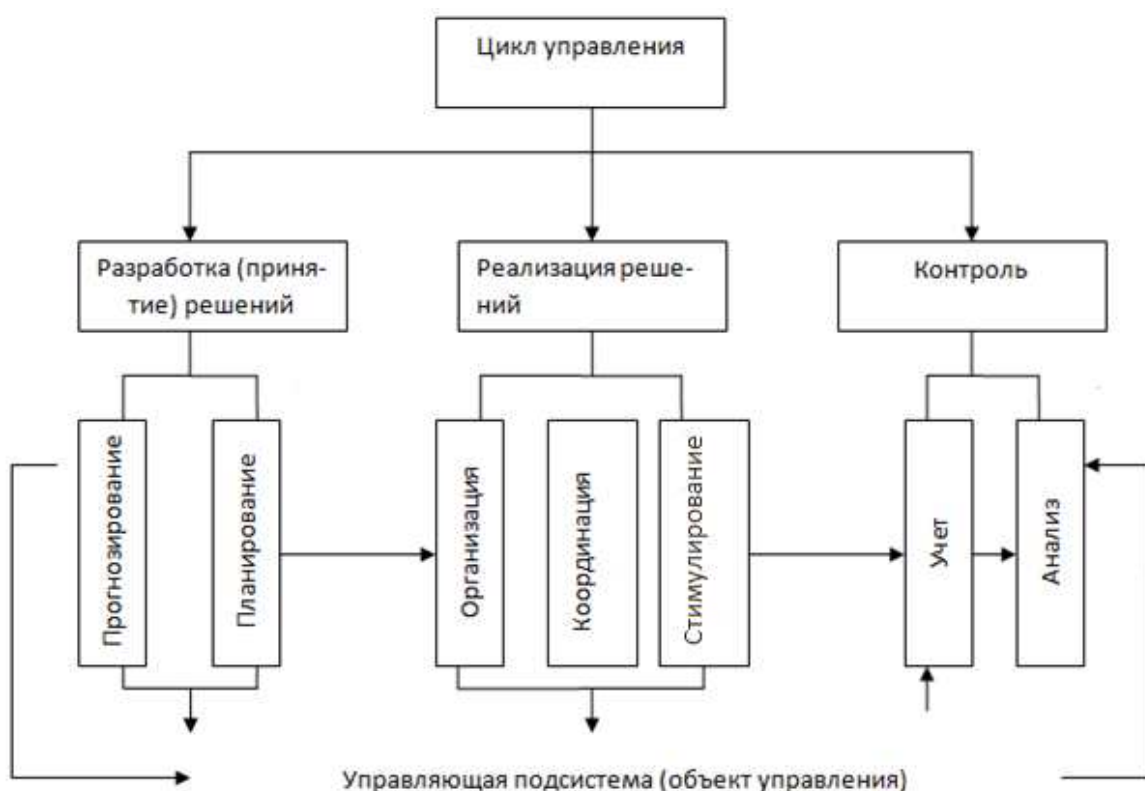 Цикл управления
Разработка (приня-
тие) решений
Реализация реше-
ний
Контроль
Прогнозирование
Планирование
Организация
Координация
Стимулирование
Учет
Анализ
Управляющая подсистема (объект управления)